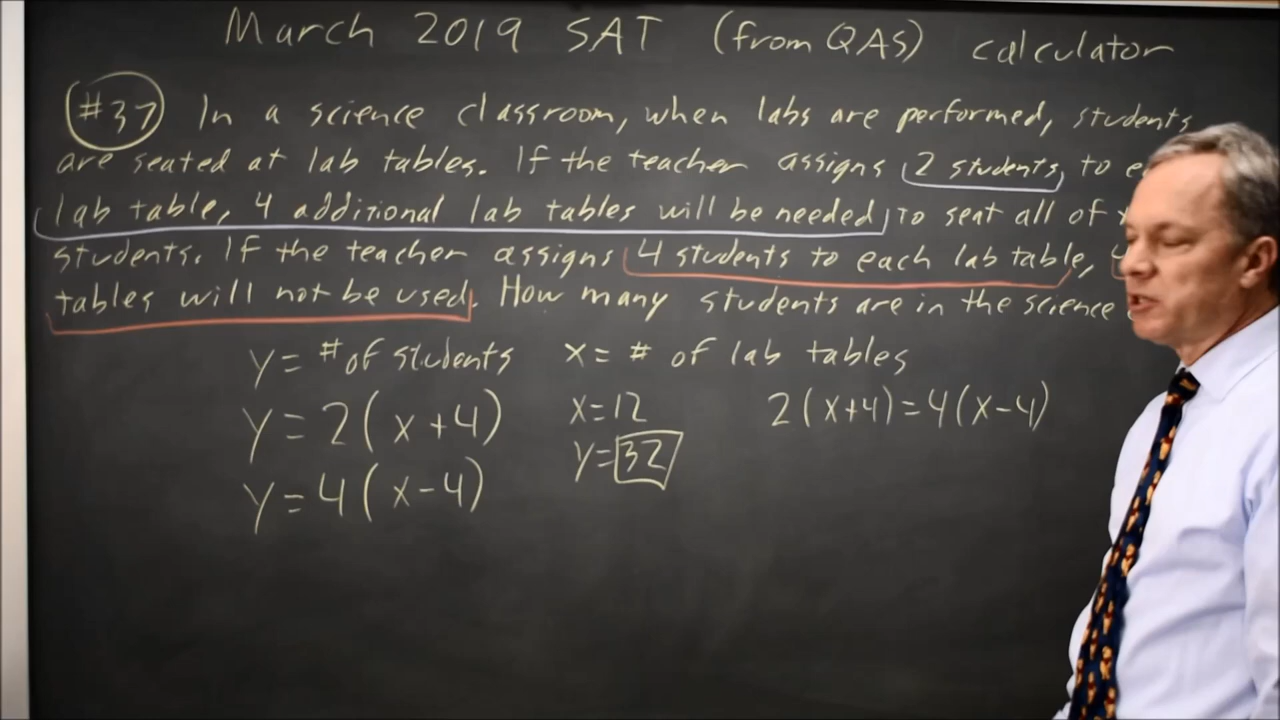 March 2019 SAT (from QAS) calculator
#37 In a science classroom, when labs are performed, students
are seated at lab tables. If the teacher assigns 2 students to
lab table, 4 additional lab tables will be needed to seat all of
students. If the teacher assigns 4 students to each lab table,
tables will not be used. How many students are in the science
y = # of students x = # of lab tables
y = 2(x+4) x=12 2(x+4)=4(x-4)
y=32
y = 4(x-4)